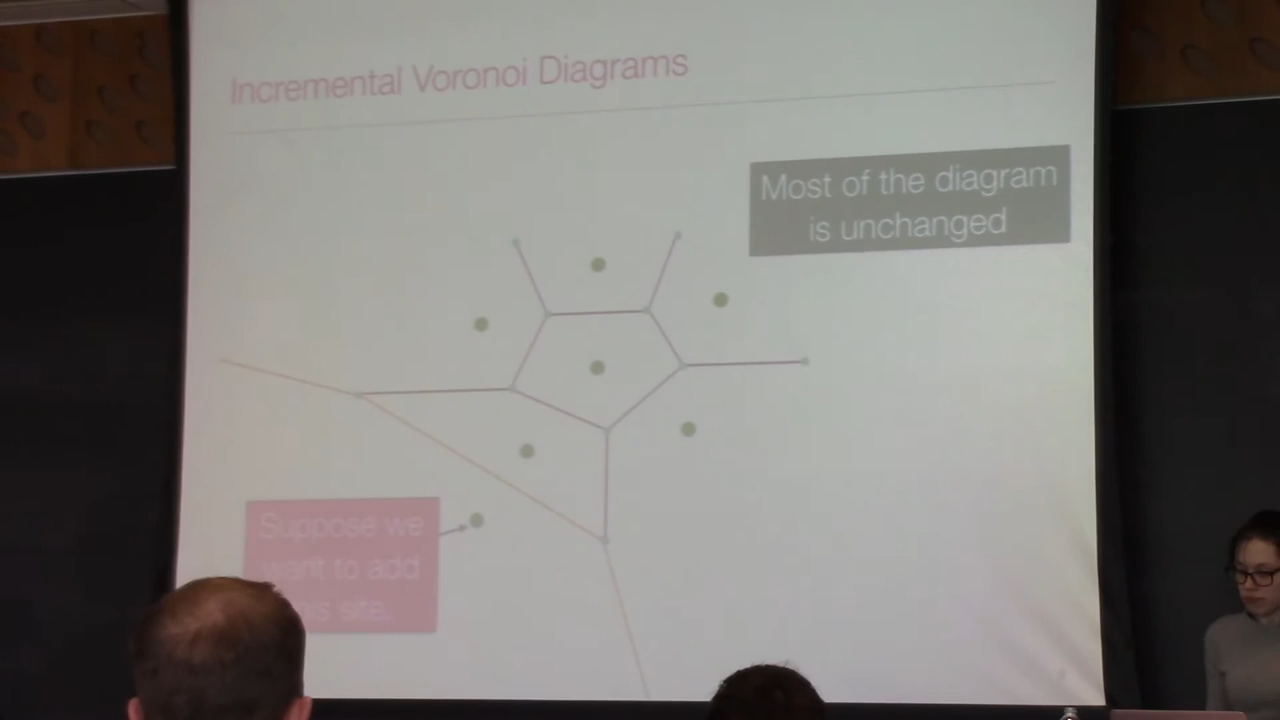 Incremental Voronoi Diagrams
Most of the diagram
is unchanged
Suppose we
want to add
this site.